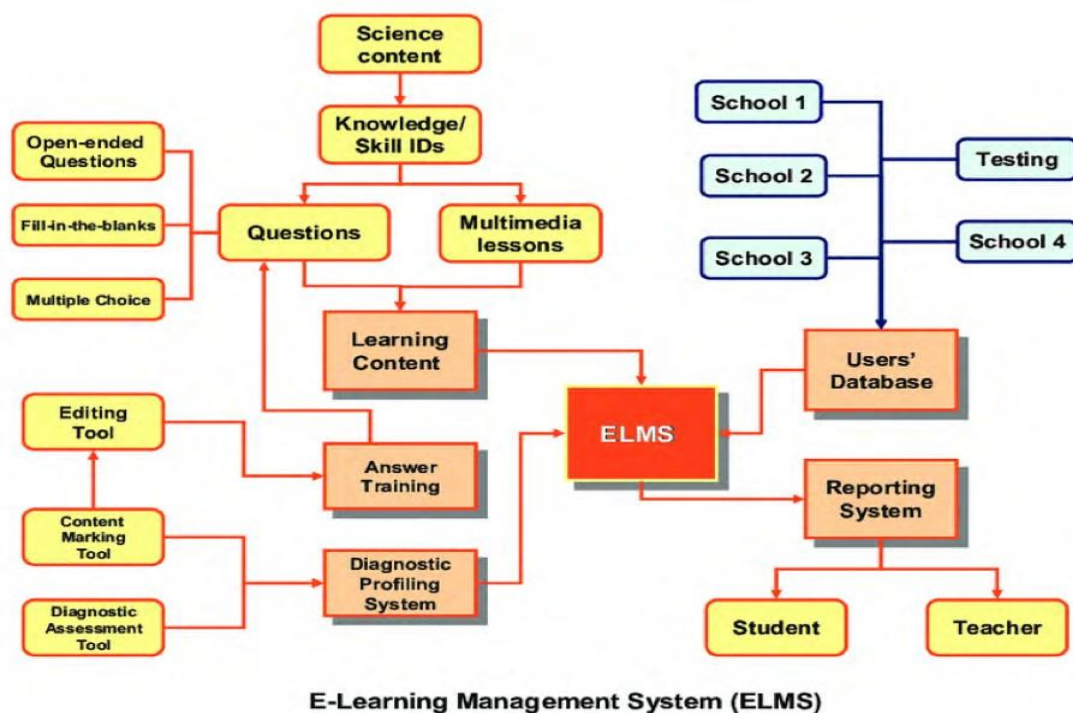 Science
content
Knowledge/
Skill IDs
Open-ended
Questions
Fill-in-the-blanks
Multiple Choice
Questions
Multimedia
lessons
Learning
Content
School 1
School 2
School 3
Testing
School 4
Users'
Database
Editing
Tool
Content
Marking
Tool
Diagnostic
Assessment
Tool
Answer
Training
Diagnostic
Profiling
System
ELMS
Reporting
System
Student
Teacher
E-Learning Management System (ELMS)